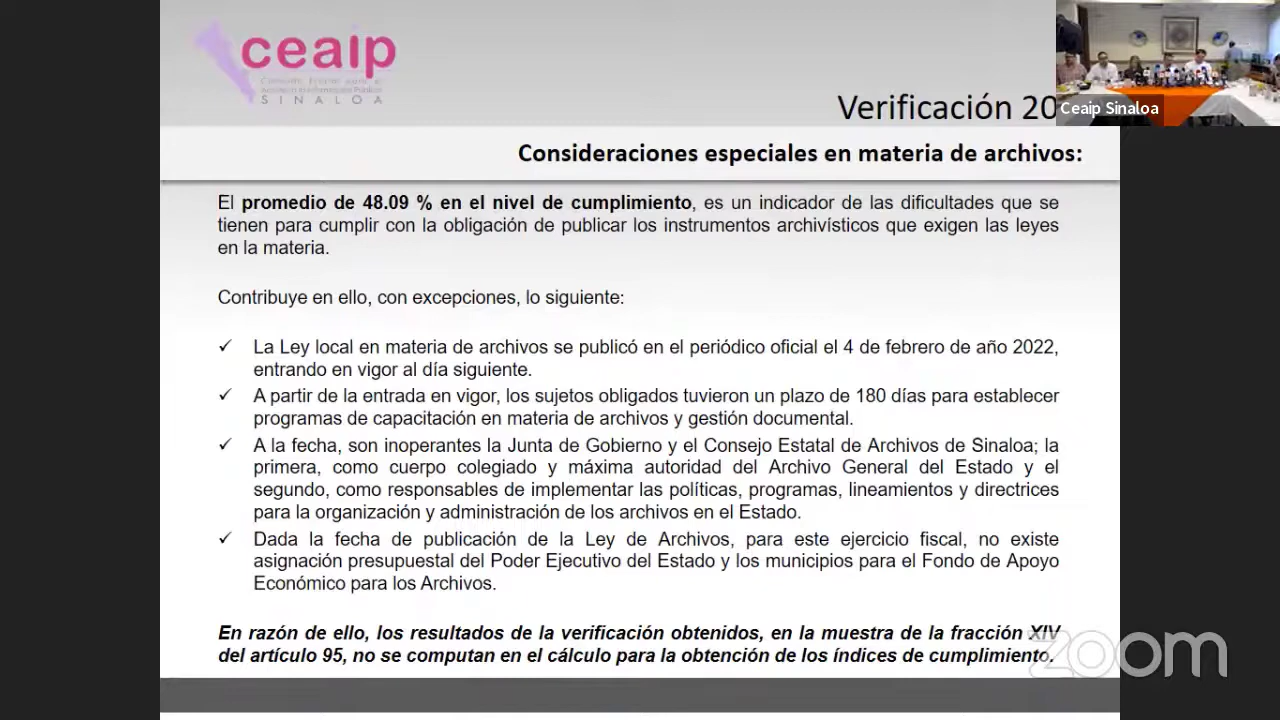 ceaip
Comisión Estatal para el
Acceso a la Información Pública
SINALOA
Ceaip Sinaloa
Verificación 20
Consideraciones especiales en materia de archivos:
El promedio de 48.09 % en el nivel de cumplimiento, es un indicador de las dificultades que se
tienen para cumplir con la obligación de publicar los instrumentos archivísticos que exigen las leyes
en la materia.
Contribuye en ello, con excepciones, lo siguiente:
✓ La Ley local en materia de archivos se publicó en el periódico oficial el 4 de febrero de año 2022,
entrando en vigor al día siguiente.
✓ A partir de la entrada en vigor, los sujetos obligados tuvieron un plazo de 180 días para establecer
programas de capacitación en materia de archivos y gestión documental.
✓ A la fecha, son inoperantes la Junta de Gobierno y el Consejo Estatal de Archivos de Sinaloa; la
primera, como cuerpo colegiado y máxima autoridad del Archivo General del Estado y el
segundo, como responsables de implementar las políticas, programas, lineamientos y directrices
para la organización y administración de los archivos en el Estado.
✓ Dada la fecha de publicación de la Ley de Archivos, para este ejercicio fiscal, no existe
asignación presupuestal del Poder Ejecutivo del Estado y los municipios para el Fondo de Apoyo
Económico para los Archivos.
En razón de ello, los resultados de la verificación obtenidos, en la muestra de la fracción XIV
del artículo 95, no se computan en el cálculo para la obtención de los índices de cumplimiento.
zoom